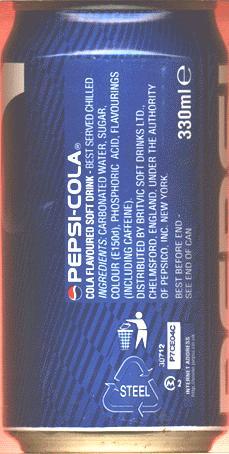 PEPSI-COLA®
COLA FLAVOURED SOFT DRINK - BEST SERVED CHILLED
INGREDIENTS: CARBONATED WATER, SUGAR,
COLOUR (E150d), PHOSPHORIC ACID, FLAVOURINGS
(INCLUDING CAFFEINE).
DISTRIBUTED BY BRITVIC SOFT DRINKS LTD.,
CHELMSFORD, ENGLAND, UNDER THE AUTHORITY
OF PEPSICO, INC. NEW YORK.
BEST BEFORE END -
SEE END OF CAN
330ml e
STEEL
30712
P7CE04C
2
INTERNET ADDRESS